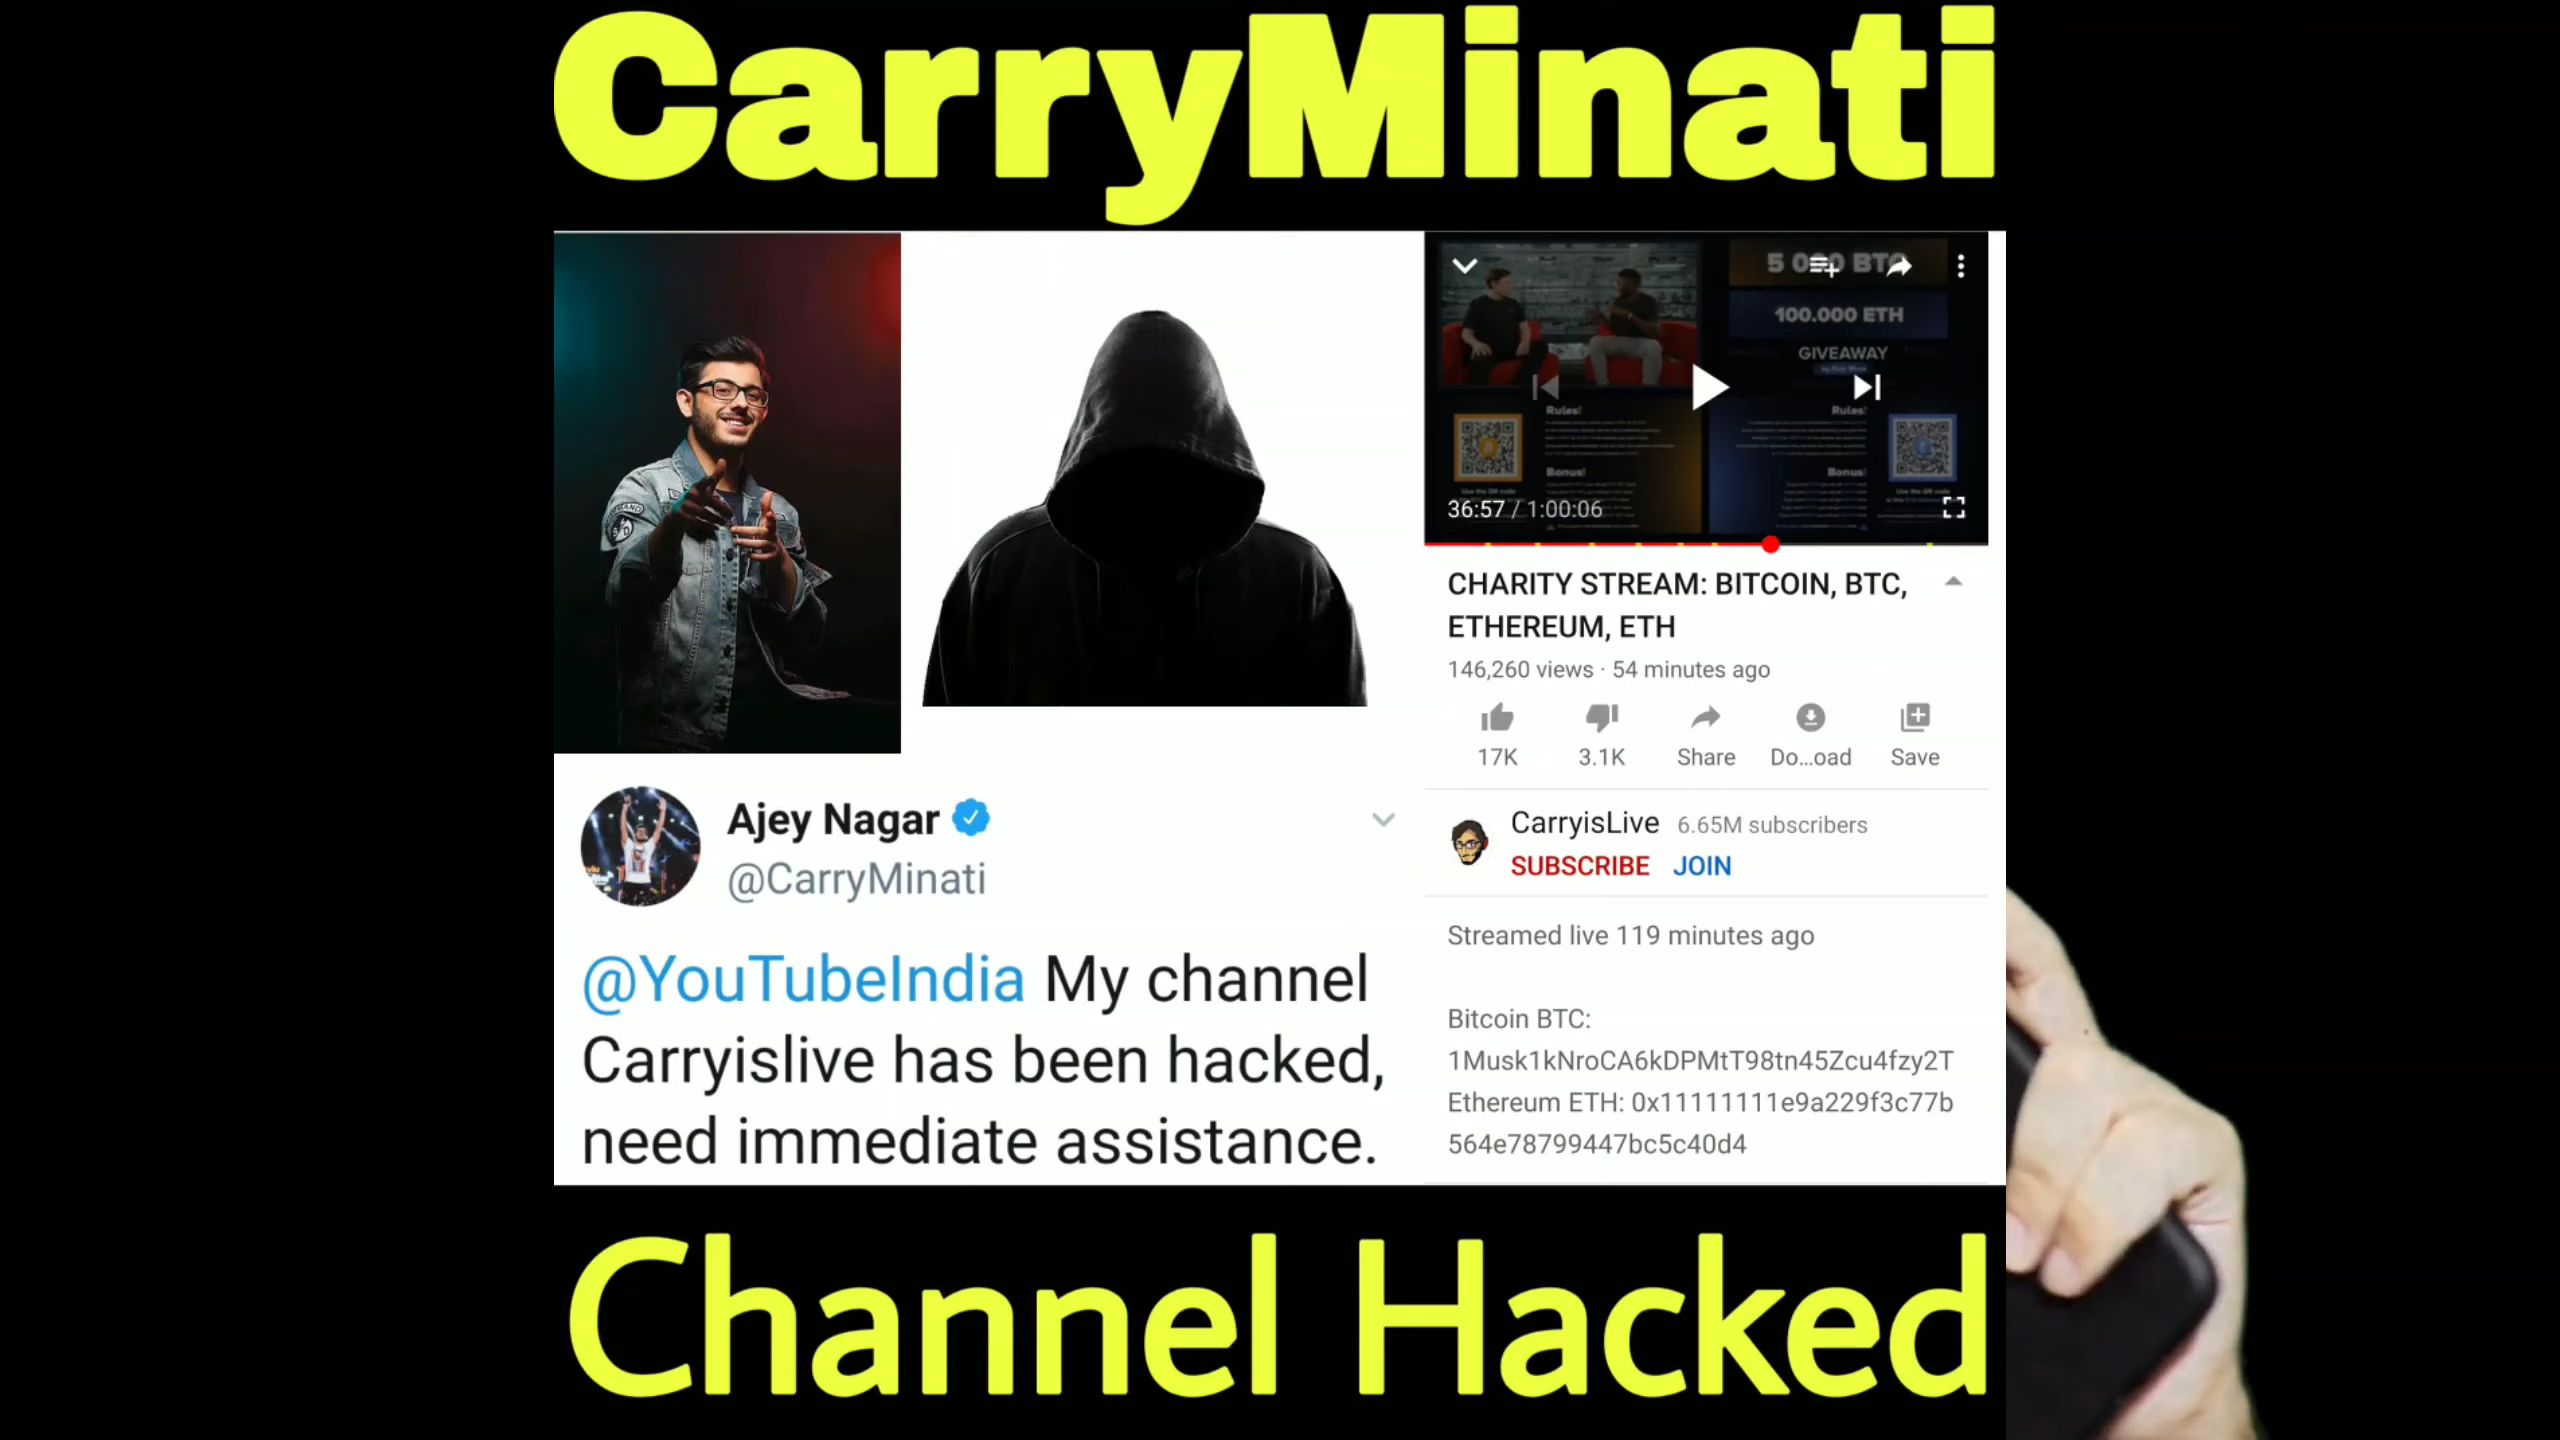 CarryMinati
5 000 BTC
100.000 ETH
GIVEAWAY
Rules!
Rules!
Bonus!
Bonus!
36:57 / 1:00:06
CHARITY STREAM: BITCOIN, BTC,
ETHEREUM, ETH
146,260 views · 54 minutes ago
17K 3.1K Share Do...oad Save
CarryisLive 6.65M subscribers
SUBSCRIBE JOIN
Streamed live 119 minutes ago
Bitcoin BTC:
1Musk1kNroCA6kDPMtT98tn45Zcu4fzy2T
Ethereum ETH: 0x11111111e9a229f3c77b
564e78799447bc5c40d4
Ajey Nagar
@CarryMinati
@YouTubeIndia My channel
Carryislive has been hacked,
need immediate assistance.
Channel Hacked